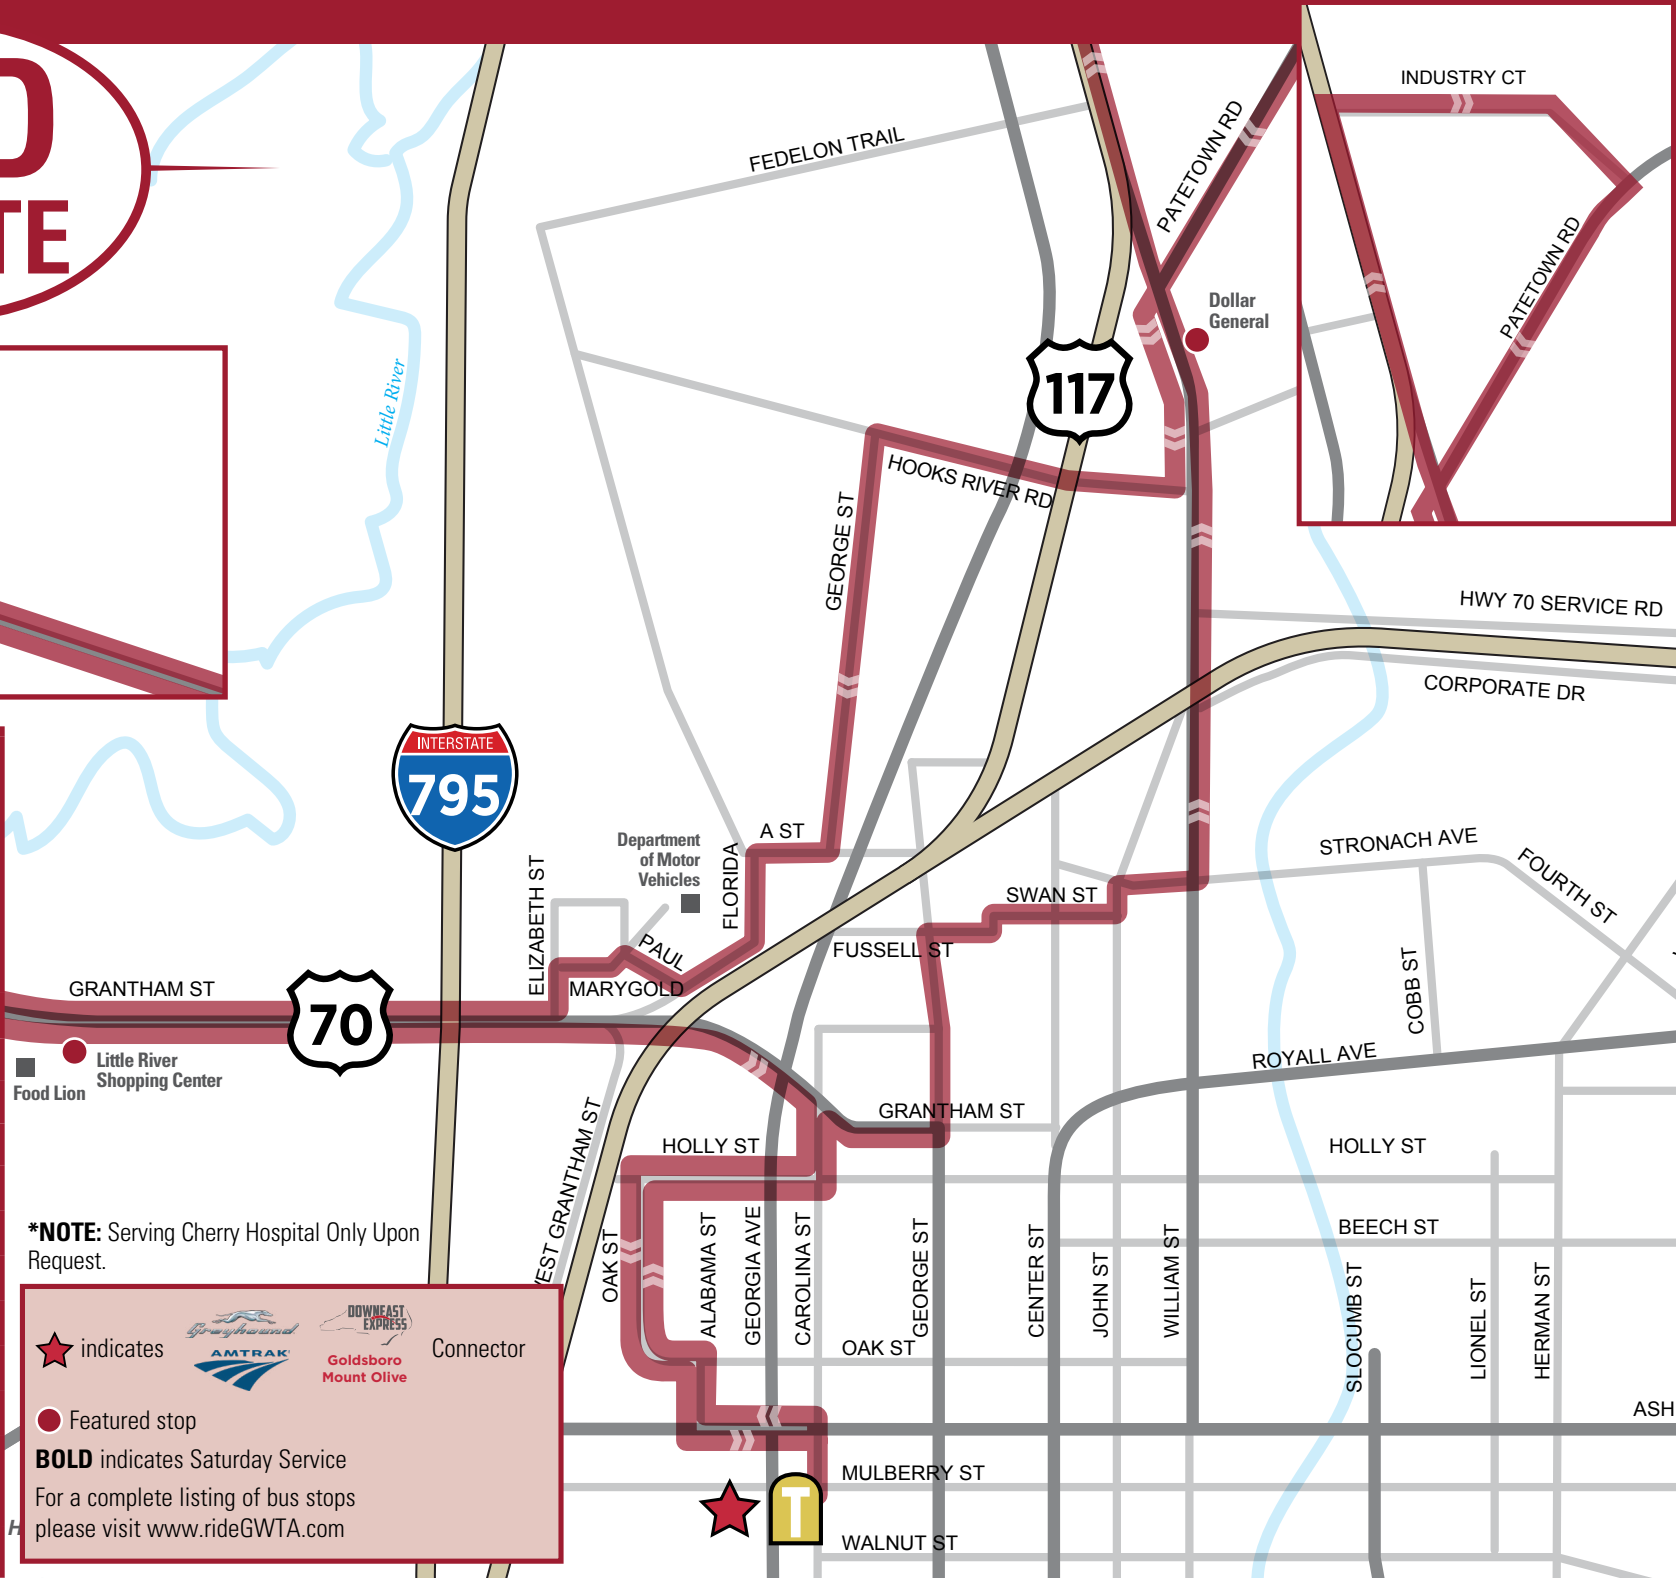 D
TE
INDUSTRY CT
PATETOWN RD
FEDELON TRAIL
PATETOWN RD
Dollar
General
117
Little River
HOOKS RIVER RD
GEORGE ST
HWY 70 SERVICE RD
CORPORATE DR
INTERSTATE
795
A ST
Department
of Motor
Vehicles
FLORIDA
ELIZABETH ST
PAUL
MARYGOLD
SWAN ST
FUSSELL ST
STRONACH AVE
FOURTH ST
COBB ST
GRANTHAM ST
70
Little River
Shopping Center
Food Lion
ROYALL AVE
GRANTHAM ST
HOLLY ST
HOLLY ST
BEECH ST
*NOTE: Serving Cherry Hospital Only Upon
Request.
EST GRANTHAM ST
OAK ST
ALABAMA ST
GEORGIA AVE
CAROLINA ST
GEORGE ST
CENTER ST
JOHN ST
WILLIAM ST
SLOCUMB ST
LIONEL ST
HERMAN ST
OAK ST
ASH
MULBERRY ST
T
WALNUT ST
indicates
Greyhound
AMTRAK
DOWNEAST
EXPRESS
Goldsboro
Mount Olive
Connector
Featured stop
BOLD indicates Saturday Service
For a complete listing of bus stops
please visit www.rideGWTA.com
H